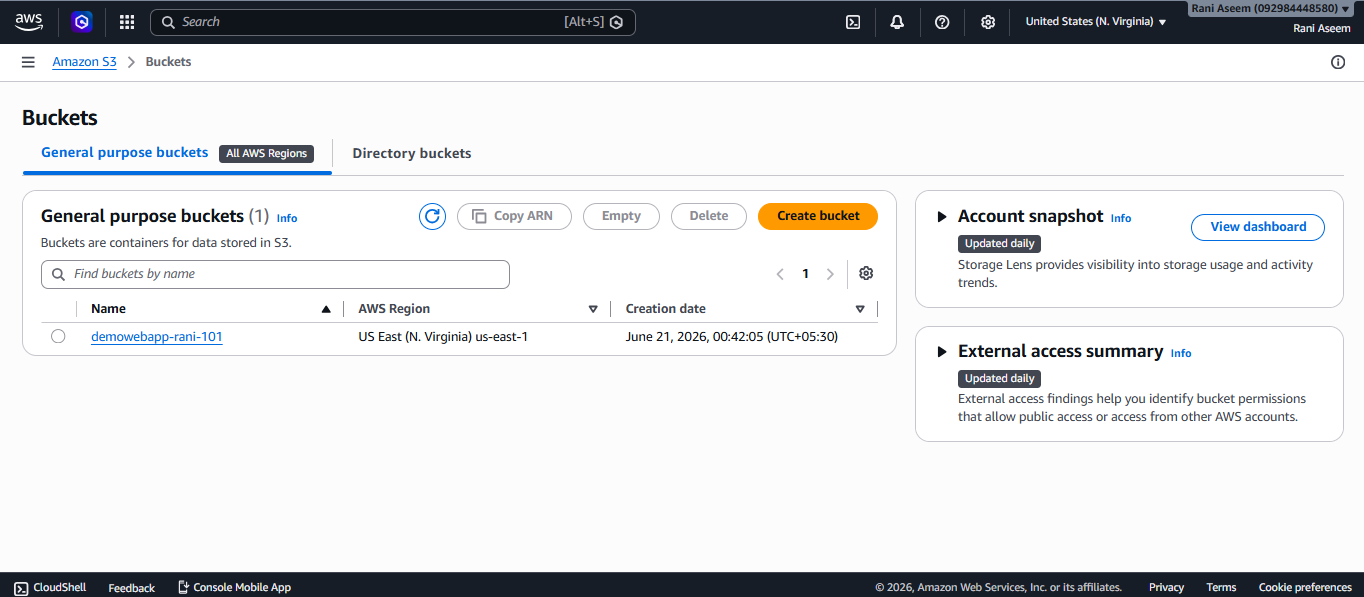 aws
Search [Alt+S]
United States (N. Virginia) ▼
Rani Aseem (092984448580) ▼
Rani Aseem
Amazon S3 > Buckets
Buckets
General purpose buckets All AWS Regions Directory buckets
General purpose buckets (1) Info
Copy ARN Empty Delete Create bucket
Buckets are containers for data stored in S3.
Find buckets by name
< 1 >
Name AWS Region Creation date
demowebapp-rani-101 US East (N. Virginia) us-east-1 June 21, 2026, 00:42:05 (UTC+05:30)
Account snapshot Info
View dashboard
Updated daily
Storage Lens provides visibility into storage usage and activity
trends.
External access summary Info
Updated daily
External access findings help you identify bucket permissions
that allow public access or access from other AWS accounts.
CloudShell Feedback Console Mobile App © 2026, Amazon Web Services, Inc. or its affiliates. Privacy Terms Cookie preferences